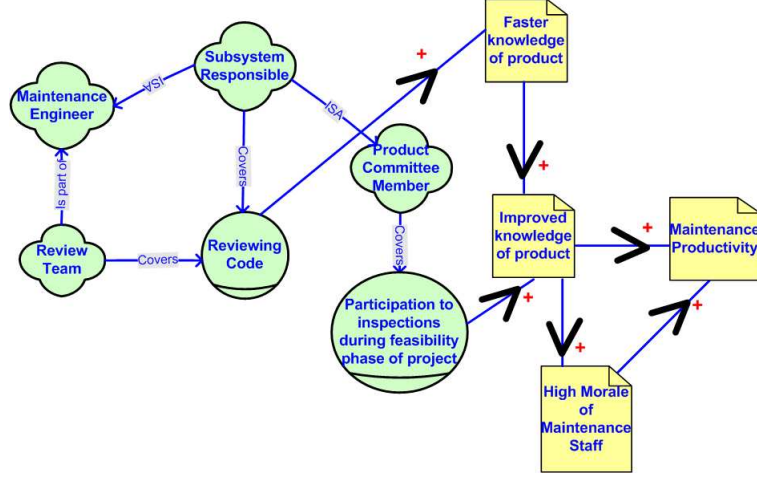 Faster
knowledge
of product
+
Subsystem
Responsible
ISA
ISA
Maintenance
Engineer
Product
Committee
Member
+
Is part of
Covers
Improved
knowledge
of product
+
Maintenance
Productivity
Review
Team
Covers
Reviewing
Code
Covers
Participation to
inspections
during feasibility
phase of project
+
+
+
High Morale
of
Maintenance
Staff